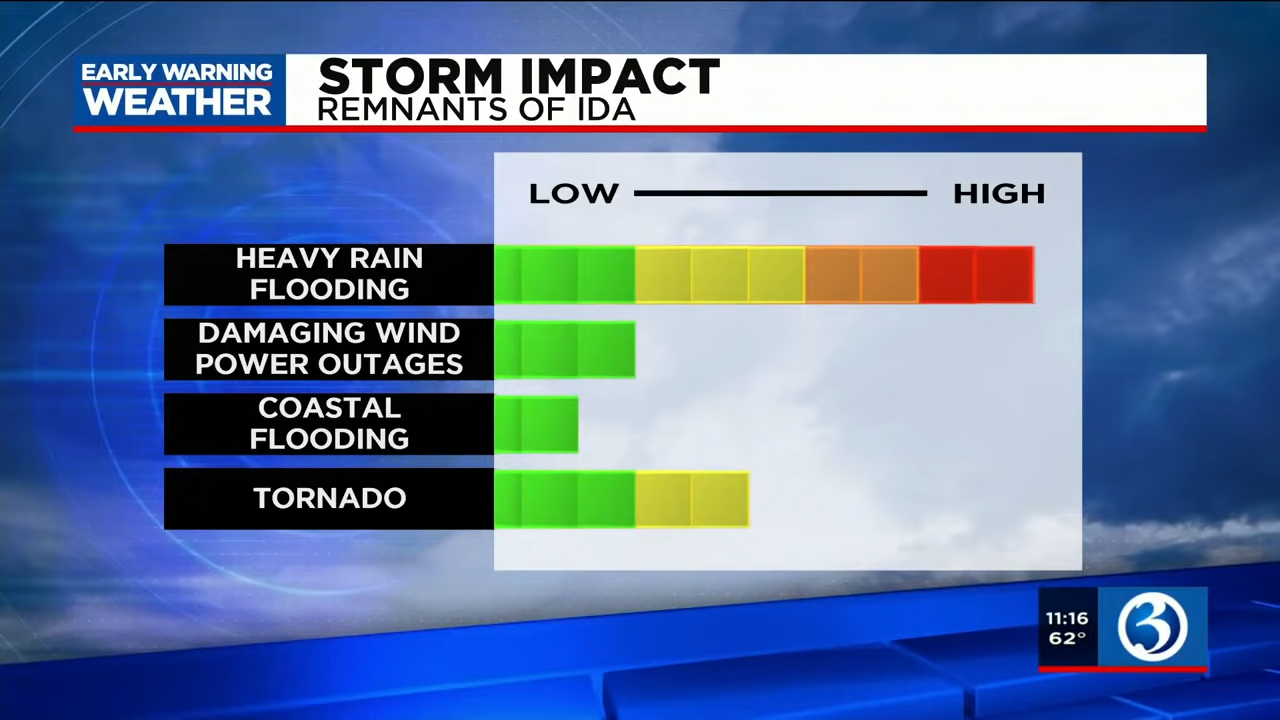 EARLY WARNING
WEATHER
STORM IMPACT
REMNANTS OF IDA
LOW
HIGH
HEAVY RAIN
FLOODING
DAMAGING WIND
POWER OUTAGES
COASTAL
FLOODING
TORNADO
11:16
62°
3